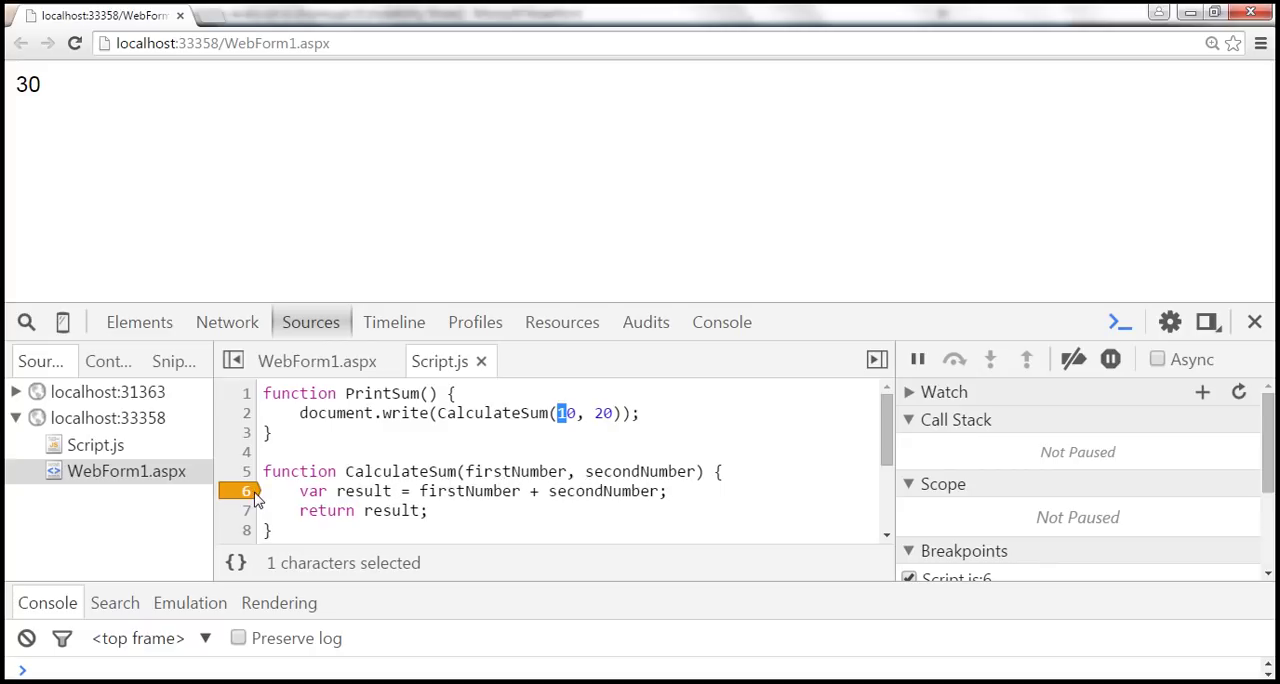 localhost:33358/WebForm
localhost:33358/WebForm1.aspx
30
Elements Network Sources Timeline Profiles Resources Audits Console
Sour... Cont... Snip... WebForm1.aspx Script.js Async
localhost:31363
localhost:33358
Script.js
WebForm1.aspx
1 function PrintSum() {
2 document.write(CalculateSum(10, 20));
3 }
4
5 function CalculateSum(firstNumber, secondNumber) {
6 var result = firstNumber + secondNumber;
7 return result;
8 }
{} 1 characters selected
Watch
Call Stack
Not Paused
Scope
Not Paused
Breakpoints
Script.js:6
Console Search Emulation Rendering
<top frame> Preserve log